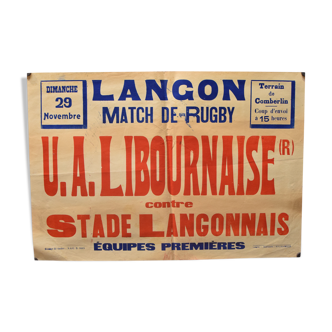 DIMANCHE
29
Novembre
LANGON
MATCH DE RUGBY
Terrain
de
Comberlin
Coup d'envoi
à 15 heures
U.A. LIBOURNAISE (R)
contre
STADE LANGONNAIS
ÉQUIPES PREMIÈRES